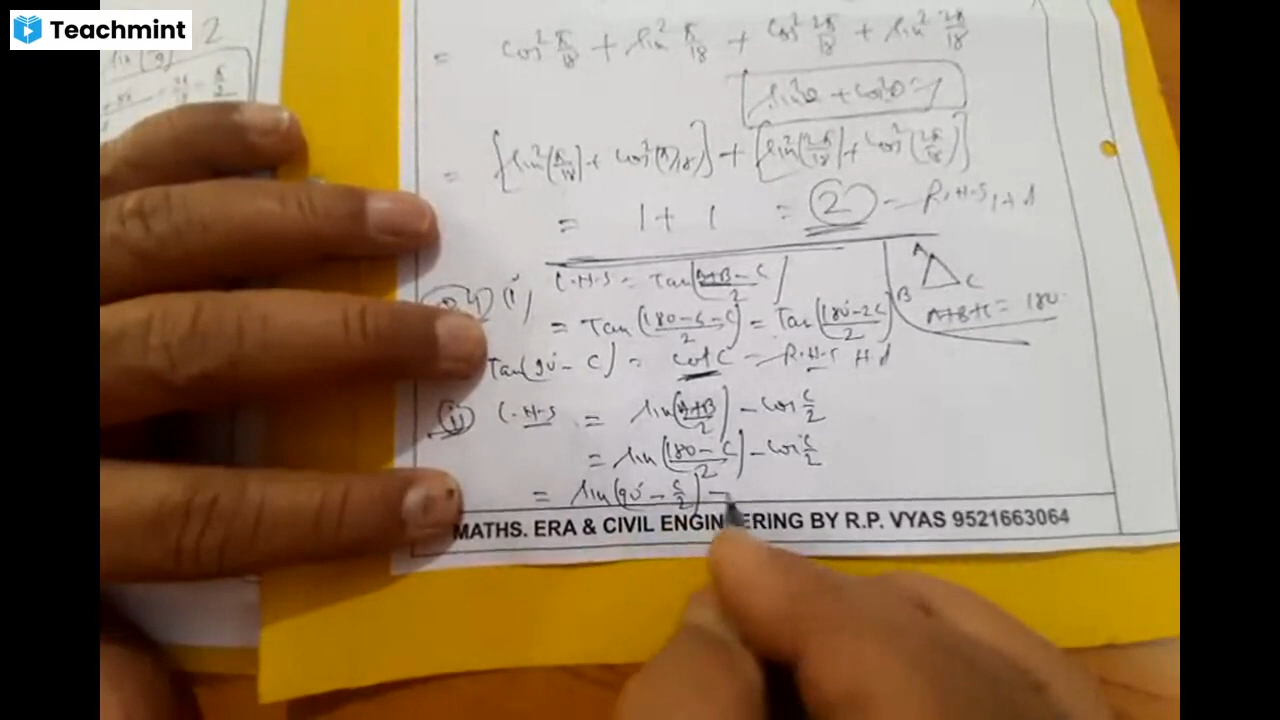 Teachmint
2
= cos² π/18 + sin² π/18 + cos² 2π/18 + sin² 2π/18
sin²θ + cos²θ = 1
= [sin²(π/18) + cos²(π/18)] + [sin²(2π/18) + cos²(2π/18)]
= 1 + 1 = 2 - R.H.S
(i) L.H.S = Tan(A+B-C/2)
A B C
A+B+C = 180°
= Tan(180-C-C/2) = Tan(180-2C/2)
Tan(90°-C) = cot C - R.H.S
(ii) L.H.S = sin(A+B/2) - cos C/2
= sin(180-C/2) - cos C/2
= sin(90° - C/2) -
MATHS. ERA & CIVIL ENGINEERING BY R.P. VYAS 9521663064